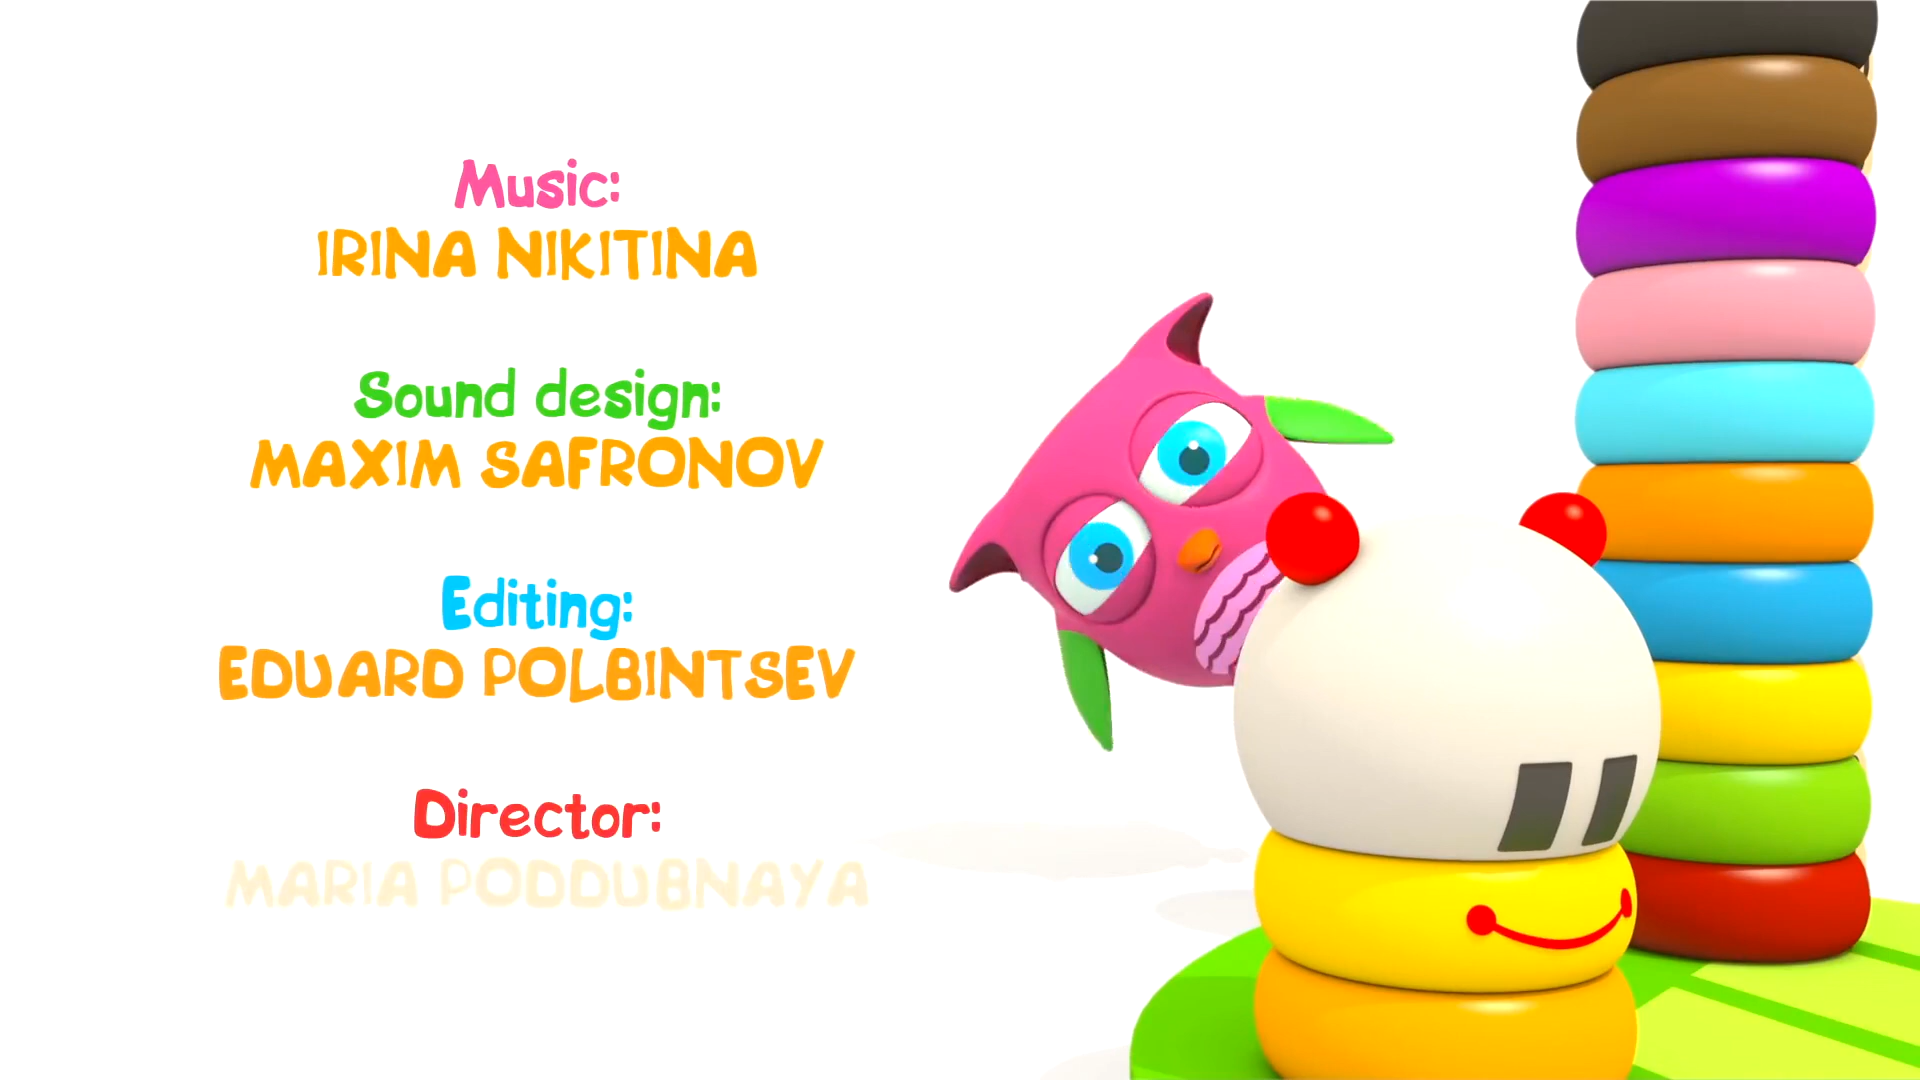 Music:
IRINA NIKITINA
Sound design:
MAXIM SAFRONOV
Editing:
EDUARD POLBINTSEV
Director:
MARIA PODDUBNAYA